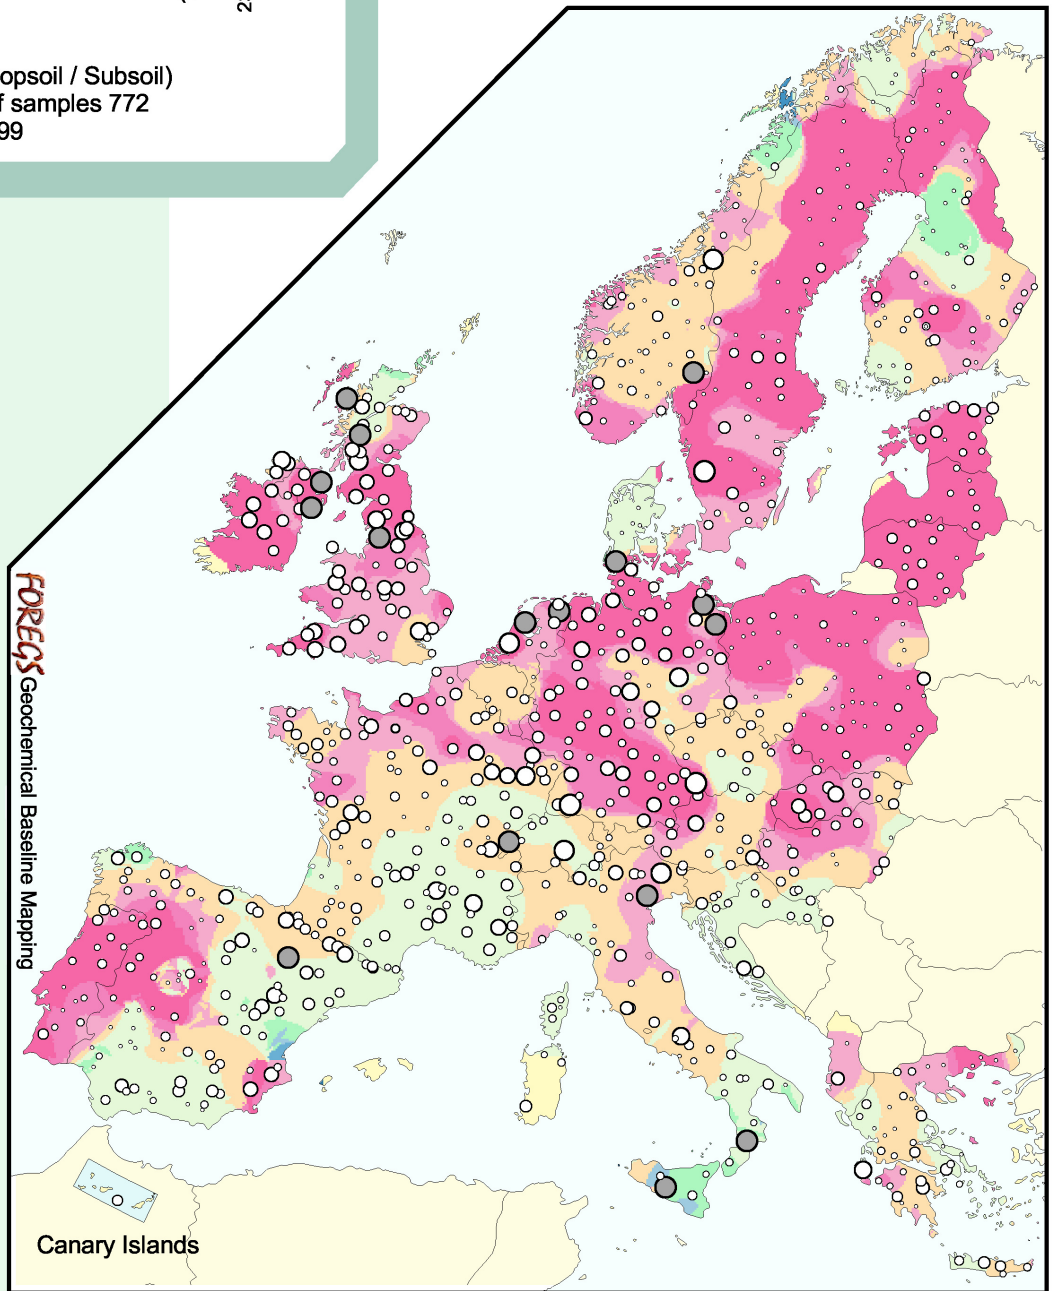 opsoil / Subsoil)
f samples 772
99
FOREGS Geochemical Baseline Mapping
Canary Islands